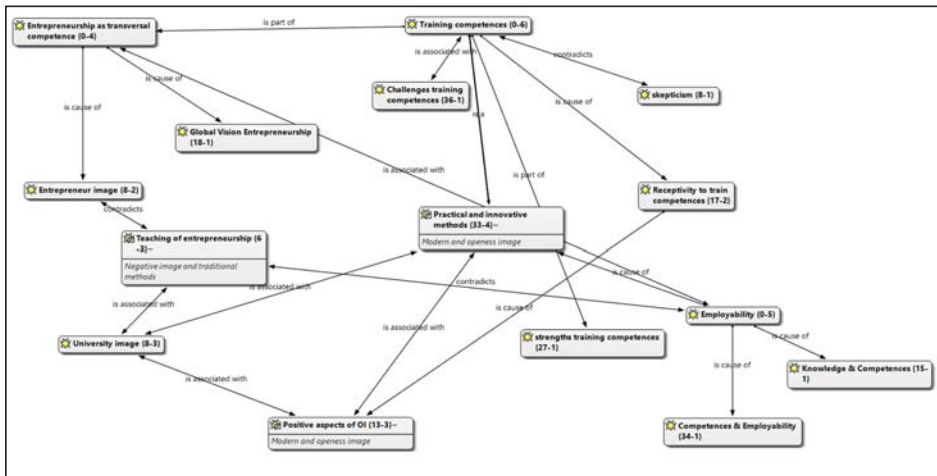 Entrepreneurship as transversal
competence (0-4)
is part of
Training competences (0-6)
is associated with
contradicts
Challenges training
competences (36-1)
skepticism (8-1)
is cause of
is cause of
is cause of
is a
Global Vision Entrepreneurship
(18-1)
is associated with
is part of
Entrepreneur image (8-2)
Receptivity to train
competences (17-2)
contradicts
Practical and innovative
methods (33-4)~
Modern and openess image
Teaching of entrepreneurship (6
-3)~
Negative image and traditional
methods
is cause of
contradicts
is associated with
is associated with
is cause of
Employability (0-5)
is associated with
University image (8-3)
strengths training competences
(27-1)
is cause of
is cause of
Knowledge & Competences (15-
1)
is associated with
Positive aspects of OI (13-3)~
Modern and openess image
Competences & Employability
(34-1)